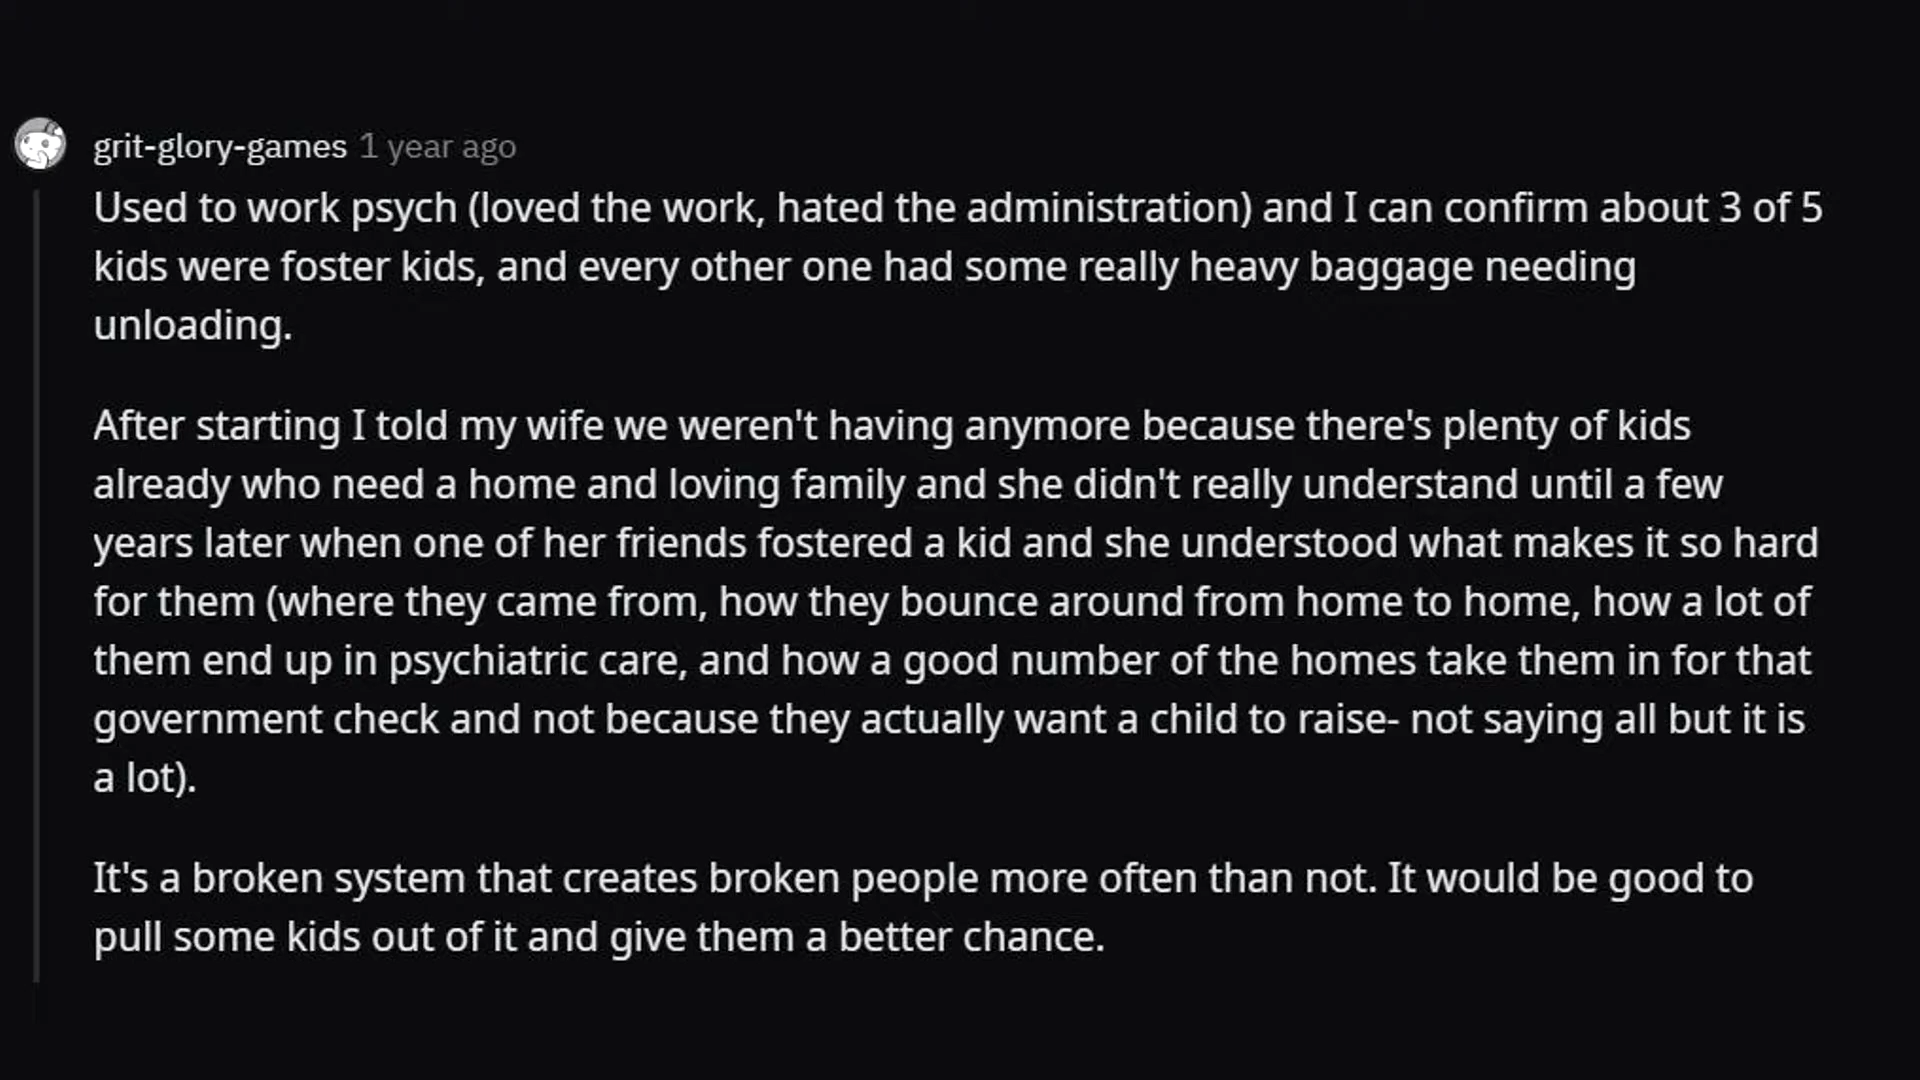 grit-glory-games 1 year ago
Used to work psych (loved the work, hated the administration) and I can confirm about 3 of 5
kids were foster kids, and every other one had some really heavy baggage needing
unloading.
After starting I told my wife we weren't having anymore because there's plenty of kids
already who need a home and loving family and she didn't really understand until a few
years later when one of her friends fostered a kid and she understood what makes it so hard
for them (where they came from, how they bounce around from home to home, how a lot of
them end up in psychiatric care, and how a good number of the homes take them in for that
government check and not because they actually want a child to raise- not saying all but it is
a lot).
It's a broken system that creates broken people more often than not. It would be good to
pull some kids out of it and give them a better chance.